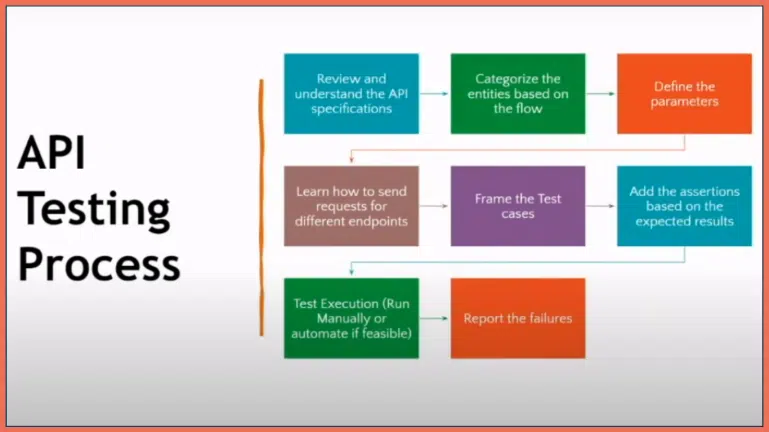 API
Testing
Process
Review and
understand the API
specifications
Categorize the
entities based on
the flow
Define the
parameters
Learn how to send
requests for
different endpoints
Frame the Test
cases
Add the assertions
based on the
expected results
Test Execution (Run
Manually or
automate if feasible)
Report the failures